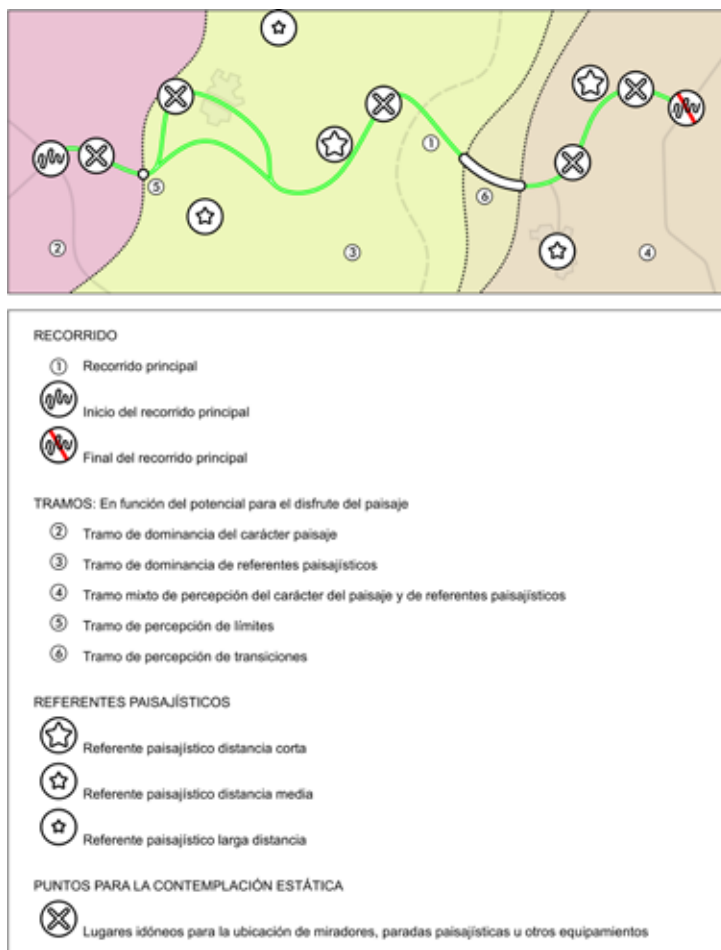 ①
②
③
④
⑤
⑥
RECORRIDO
① Recorrido principal
Inicio del recorrido principal
Final del recorrido principal
TRAMOS: En función del potencial para el disfrute del paisaje
② Tramo de dominancia del carácter paisaje
③ Tramo de dominancia de referentes paisajísticos
④ Tramo mixto de percepción del carácter del paisaje y de referentes paisajísticos
⑤ Tramo de percepción de límites
⑥ Tramo de percepción de transiciones
REFERENTES PAISAJÍSTICOS
Referente paisajístico distancia corta
Referente paisajístico distancia media
Referente paisajístico larga distancia
PUNTOS PARA LA CONTEMPLACIÓN ESTÁTICA
Lugares idóneos para la ubicación de miradores, paradas paisajísticas u otros equipamientos